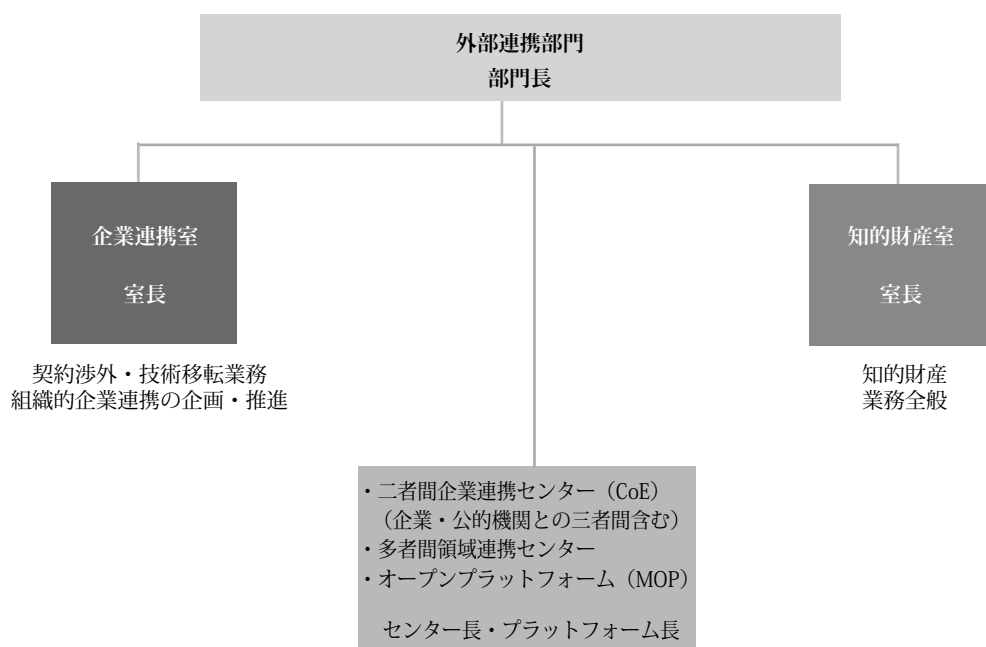 外部連携部門
部門長
企業連携室
室長
契約渉外・技術移転業務
組織的企業連携の企画・推進
知的財産室
室長
知的財産
業務全般
・二者間企業連携センター（CoE）
（企業・公的機関との三者間含む）
・多者間領域連携センター
・オープンプラットフォーム（MOP）
センター長・プラットフォーム長